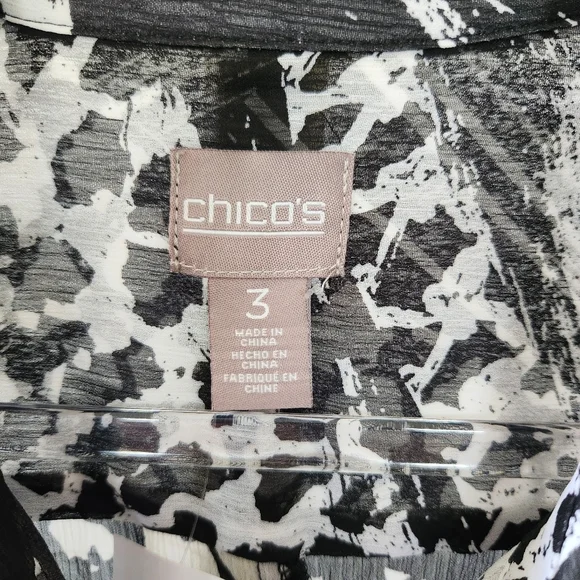 chico's
3
MADE IN
CHINA
HECHO EN
CHINA
FABRIQUÉ EN
CHINE